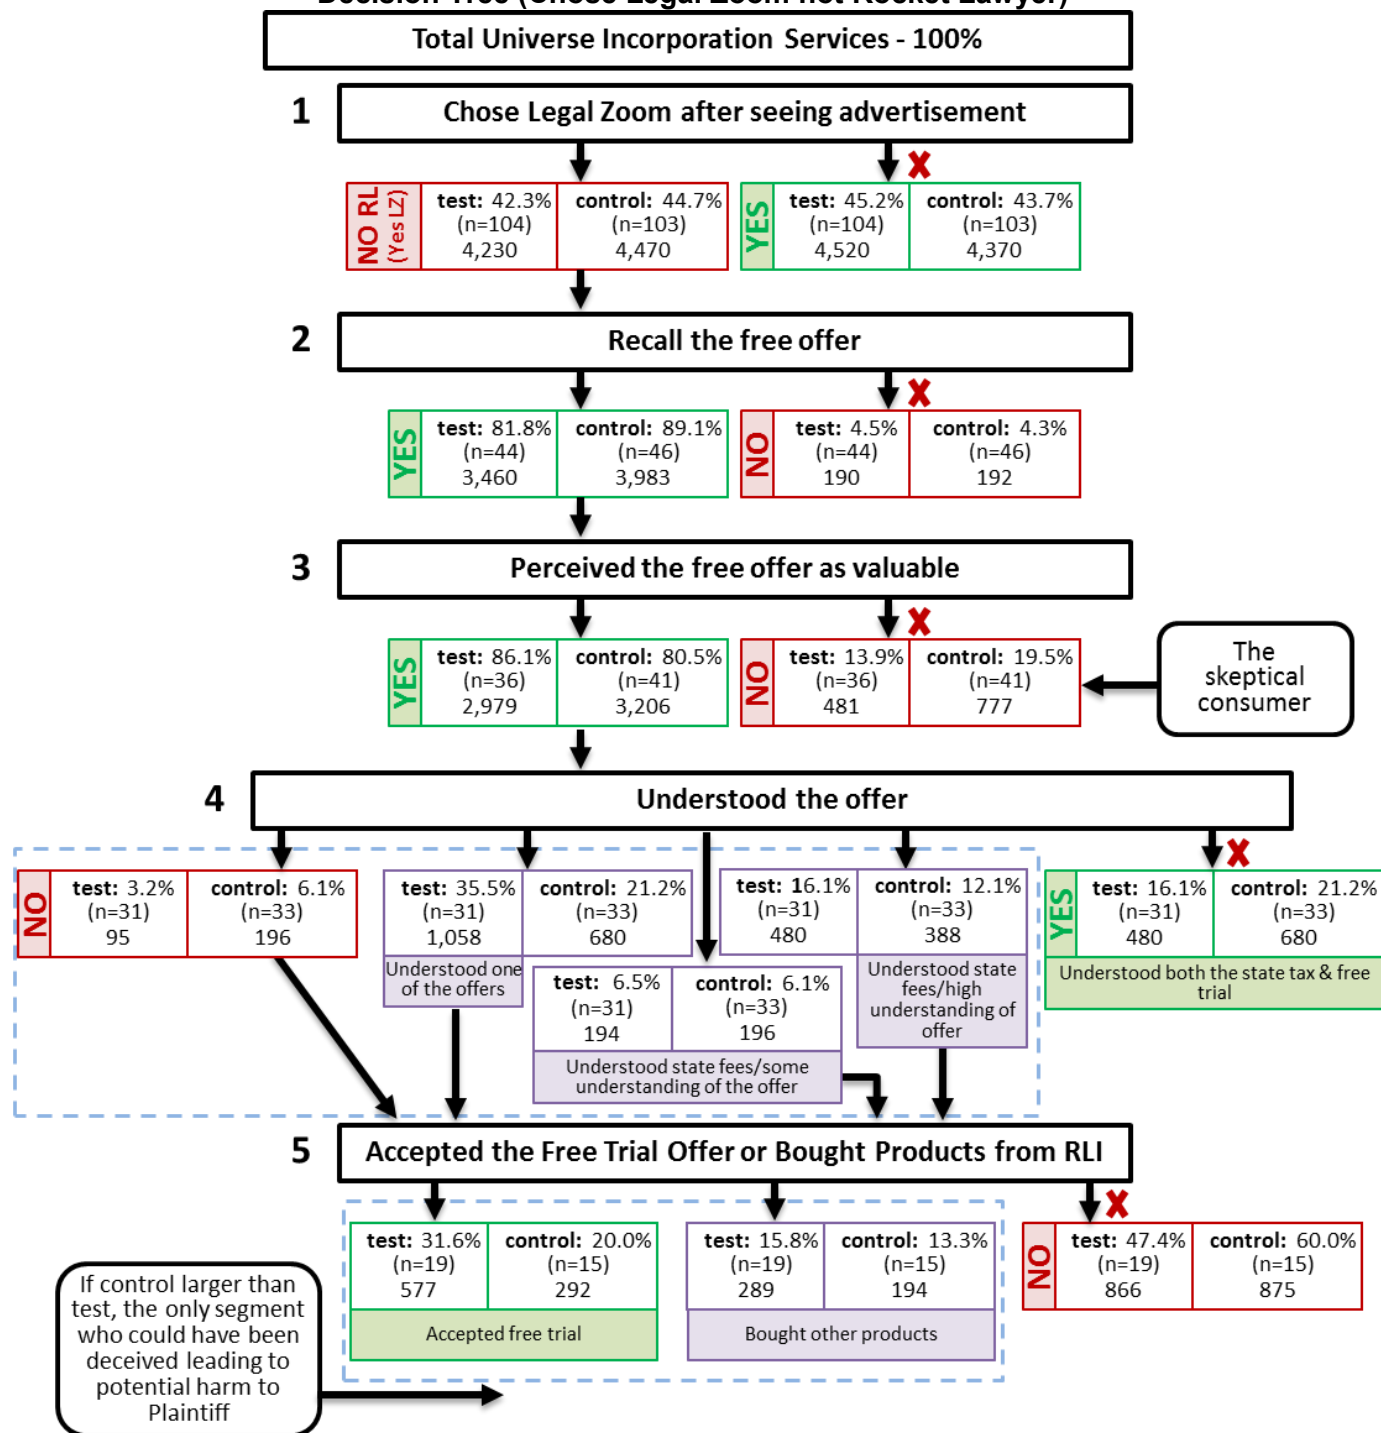 Decision Tree (Chose Legal Zoom not Rocket Lawyer)
Total Universe Incorporation Services - 100%
1
Chose Legal Zoom after seeing advertisement
NO RL
(Yes LZ)
test: 42.3%
(n=104)
4,230
control: 44.7%
(n=103)
4,470
YES
test: 45.2%
(n=104)
4,520
control: 43.7%
(n=103)
4,370
2
Recall the free offer
YES
test: 81.8%
(n=44)
3,460
control: 89.1%
(n=46)
3,983
NO
test: 4.5%
(n=44)
190
control: 4.3%
(n=46)
192
3
Perceived the free offer as valuable
YES
test: 86.1%
(n=36)
2,979
control: 80.5%
(n=41)
3,206
NO
test: 13.9%
(n=36)
481
control: 19.5%
(n=41)
777
The
skeptical
consumer
4
Understood the offer
NO
test: 3.2%
(n=31)
95
control: 6.1%
(n=33)
196
test: 35.5%
(n=31)
1,058
control: 21.2%
(n=33)
680
Understood one
of the offers
test: 6.5%
(n=31)
194
control: 6.1%
(n=33)
196
Understood state fees/some
understanding of the offer
test: 16.1%
(n=31)
480
control: 12.1%
(n=33)
388
Understood state
fees/high
understanding of
offer
YES
test: 16.1%
(n=31)
480
control: 21.2%
(n=33)
680
Understood both the state tax & free
trial
5
Accepted the Free Trial Offer or Bought Products from RLI
test: 31.6%
(n=19)
577
control: 20.0%
(n=15)
292
Accepted free trial
test: 15.8%
(n=19)
289
control: 13.3%
(n=15)
194
Bought other products
NO
test: 47.4%
(n=19)
866
control: 60.0%
(n=15)
875
If control larger than
test, the only segment
who could have been
deceived leading to
potential harm to
Plaintiff